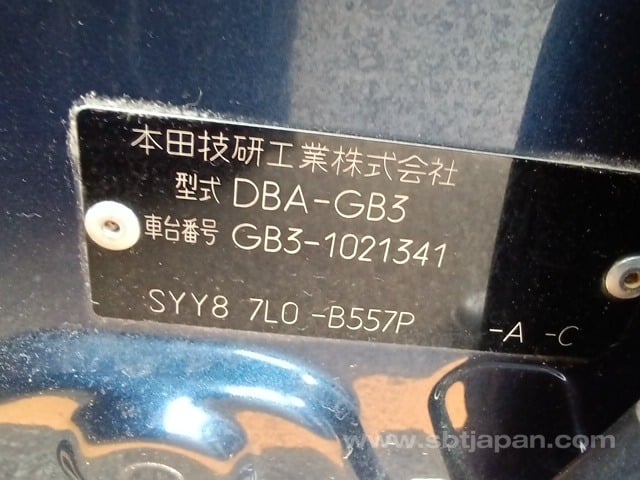 本田技研工業株式会社
型式 DBA-GB3
車台番号 GB3-1021341
SYY8 7L0 -B557P -A -C
www.sbtjapan.com